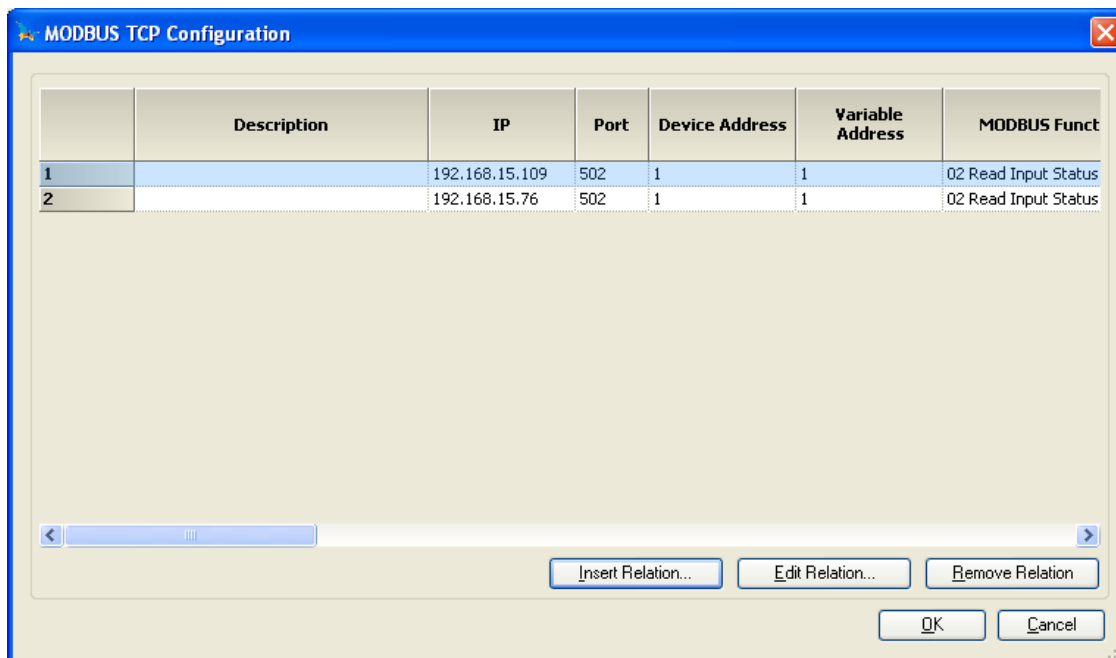 MODBUS TCP Configuration
Description IP Port Device Address Variable Address MODBUS Funct
1 192.168.15.109 502 1 1 02 Read Input Status
2 192.168.15.76 502 1 1 02 Read Input Status
Insert Relation... Edit Relation... Remove Relation
OK Cancel